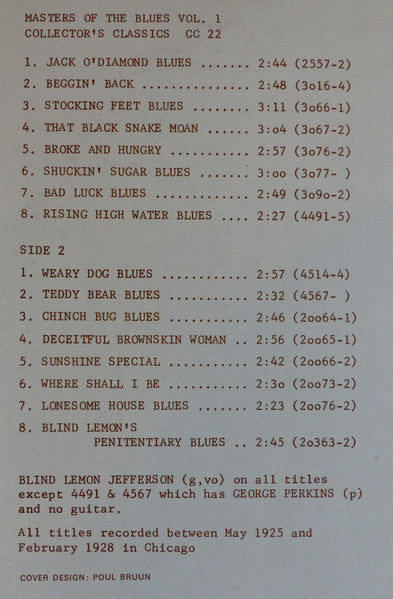 MASTERS OF THE BLUES VOL. 1
COLLECTOR'S CLASSICS CC 22
1. JACK O'DIAMOND BLUES ....... 2:44 (2557-2)
2. BEGGIN' BACK ............... 2:48 (3o16-4)
3. STOCKING FEET BLUES ........ 3:11 (3o66-1)
4. THAT BLACK SNAKE MOAN ...... 3:o4 (3o67-2)
5. BROKE AND HUNGRY ........... 2:57 (3o76-2)
6. SHUCKIN' SUGAR BLUES ....... 3:oo (3o77- )
7. BAD LUCK BLUES ............. 2:49 (3o9o-2)
8. RISING HIGH WATER BLUES .... 2:27 (4491-5)
SIDE 2
1. WEARY DOG BLUES ............ 2:57 (4514-4)
2. TEDDY BEAR BLUES ........... 2:32 (4567- )
3. CHINCH BUG BLUES ........... 2:46 (2oo64-1)
4. DECEITFUL BROWNSKIN WOMAN .. 2:56 (2oo65-1)
5. SUNSHINE SPECIAL ........... 2:42 (2oo66-2)
6. WHERE SHALL I BE ........... 2:3o (2oo73-2)
7. LONESOME HOUSE BLUES ....... 2:23 (2oo76-2)
8. BLIND LEMON'S
PENITENTIARY BLUES .. 2:45 (2o363-2)
BLIND LEMON JEFFERSON (g,vo) on all titles
except 4491 & 4567 which has GEORGE PERKINS (p)
and no guitar.
All titles recorded between May 1925 and
February 1928 in Chicago
COVER DESIGN: POUL BRUUN